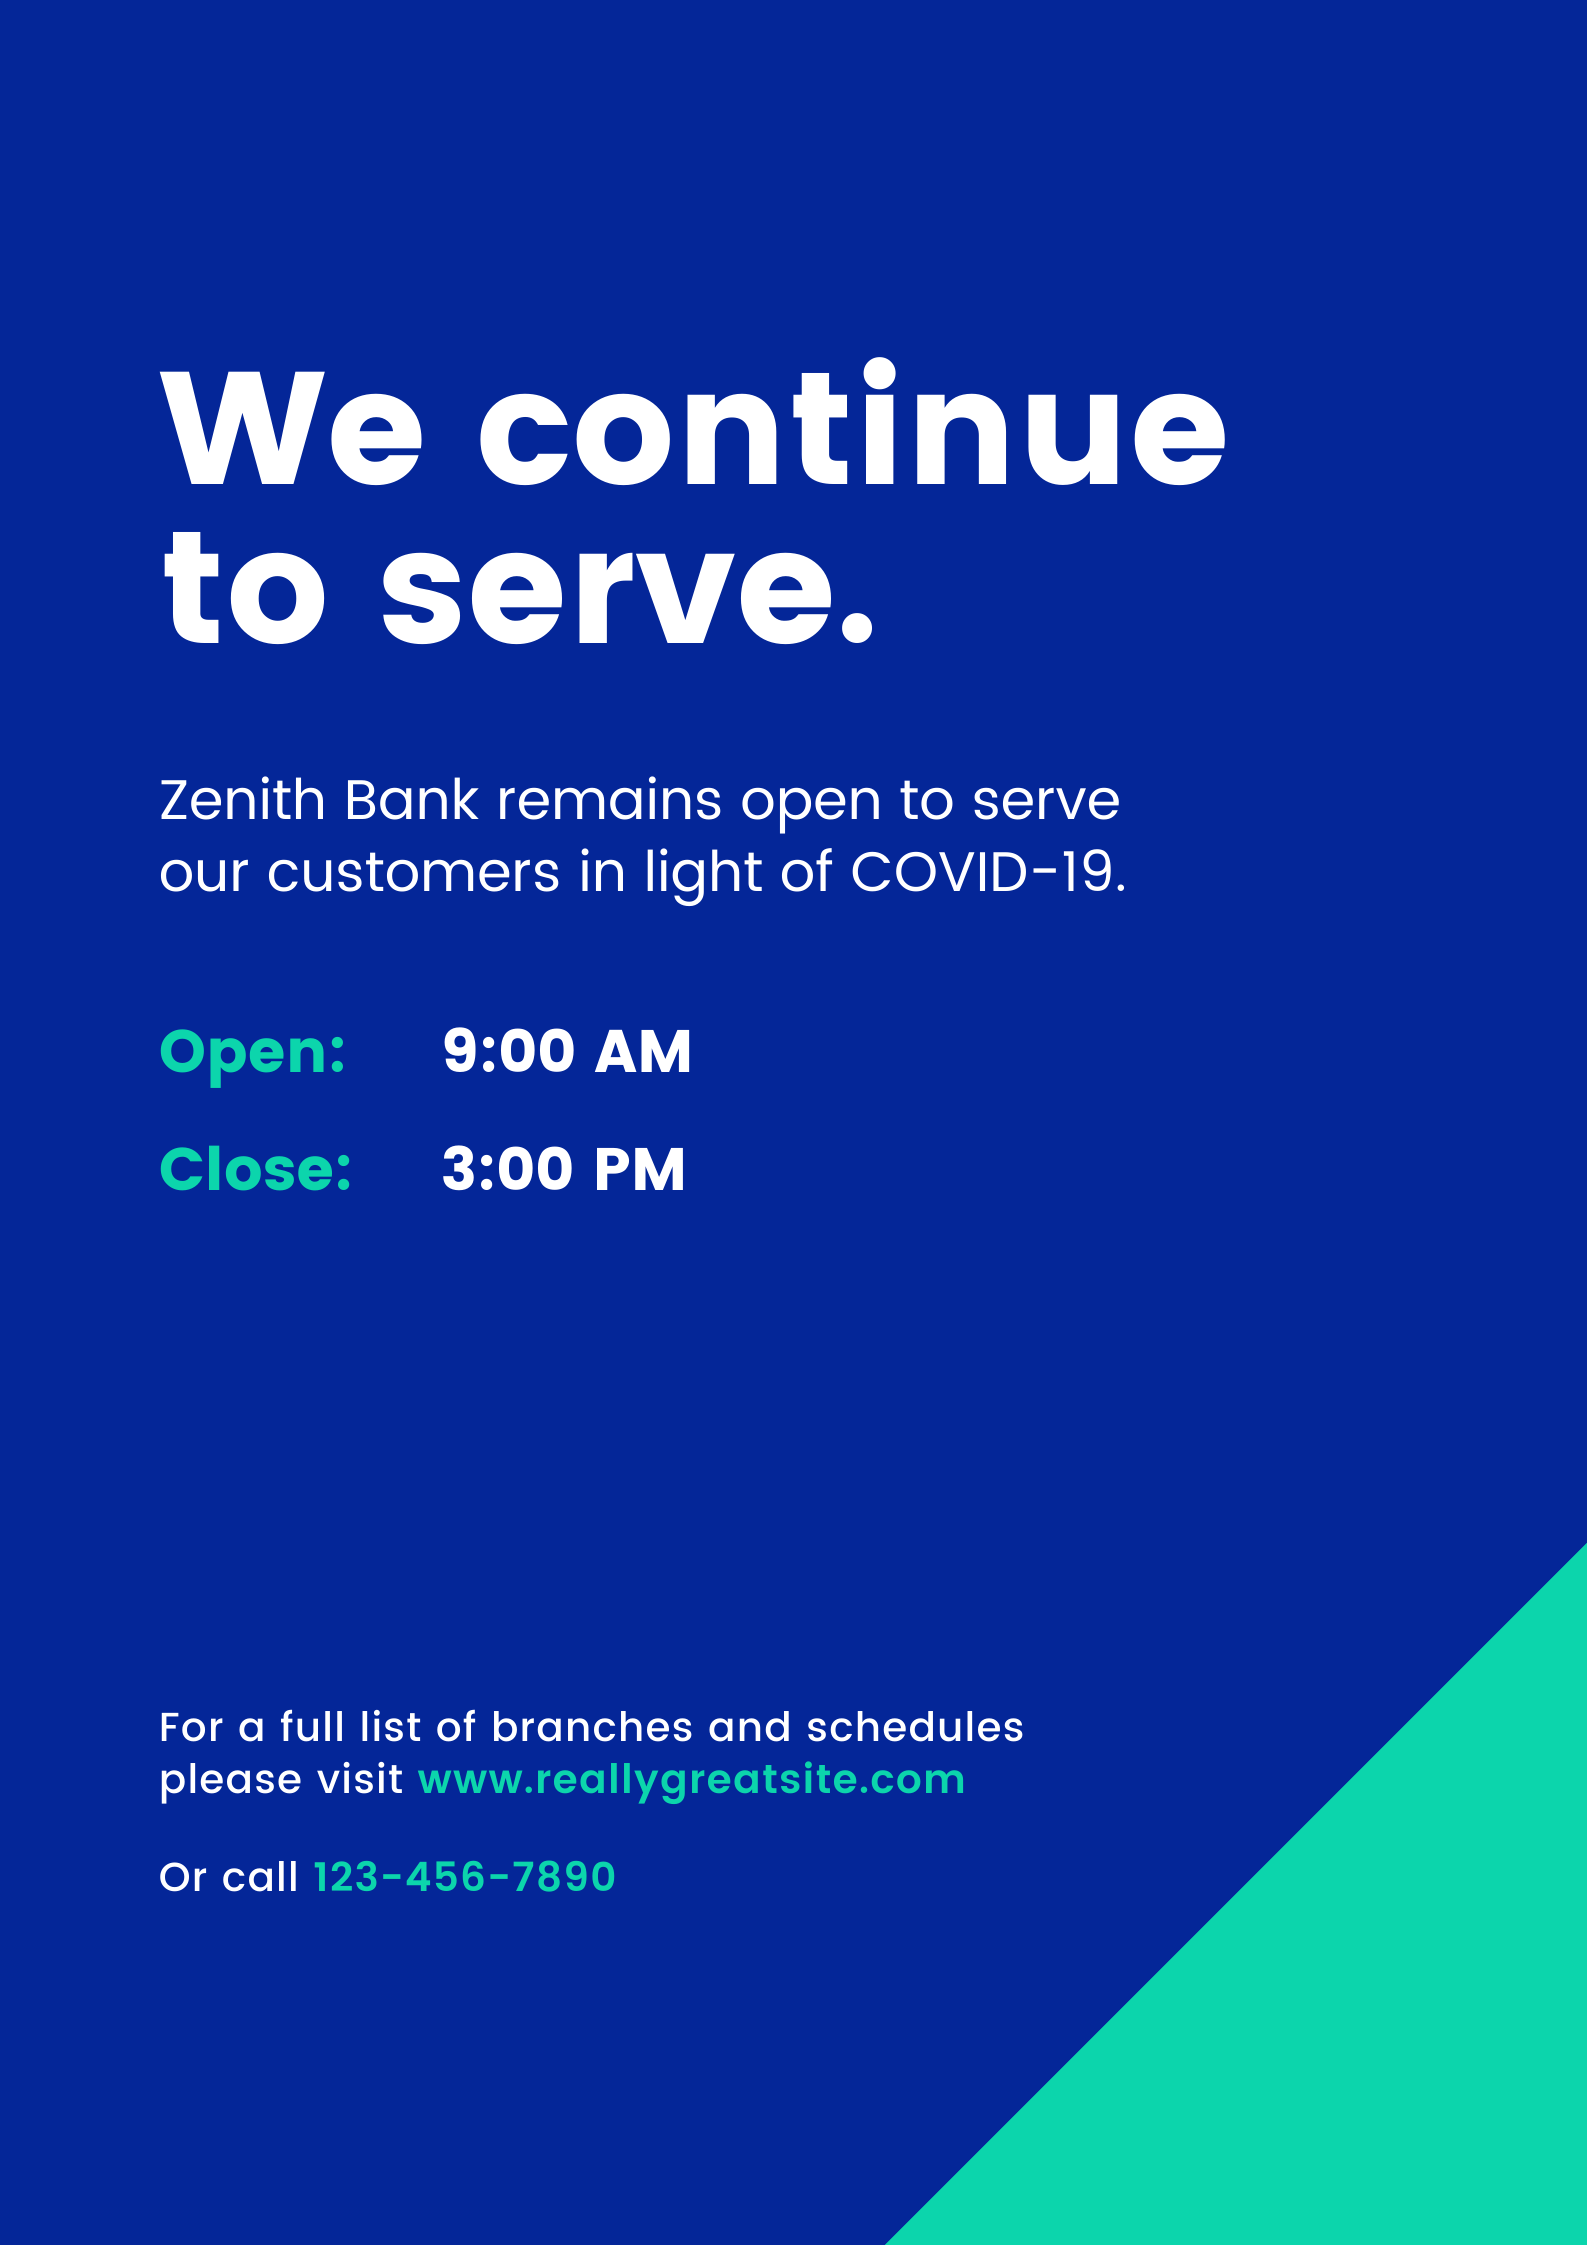 We continue
to serve.
Zenith Bank remains open to serve
our customers in light of COVID-19.
Open: 9:00 AM
Close: 3:00 PM
For a full list of branches and schedules
please visit www.reallygreatsite.com
Or call 123-456-7890